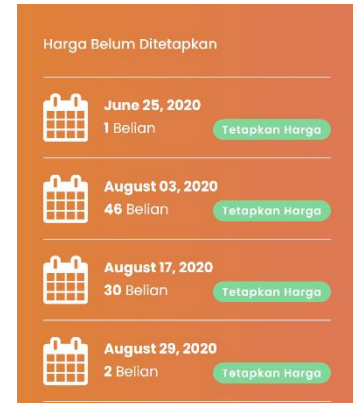 Harga Belum Ditetapkan
June 25, 2020
1 Belian Tetapkan Harga
August 03, 2020
46 Belian Tetapkan Harga
August 17, 2020
30 Belian Tetapkan Harga
August 29, 2020
2 Belian Tetapkan Harga